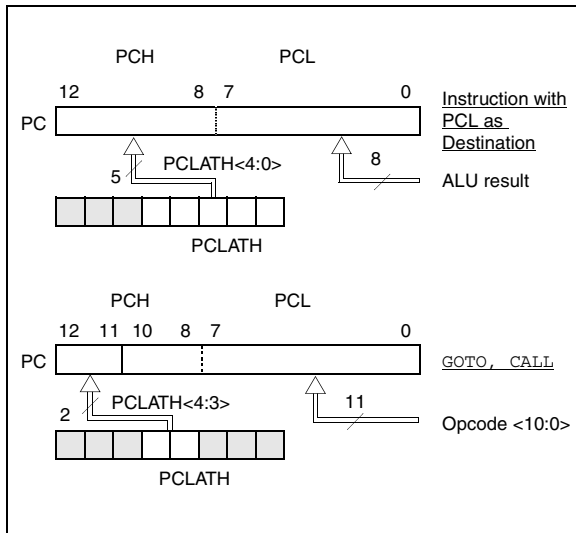 PCH PCL
12 8 7 0
PC
Instruction with
PCL as
Destination
5 PCLATH<4:0> 8
ALU result
PCLATH
PCH PCL
12 11 10 8 7 0
PC
GOTO, CALL
2 PCLATH<4:3> 11
Opcode <10:0>
PCLATH